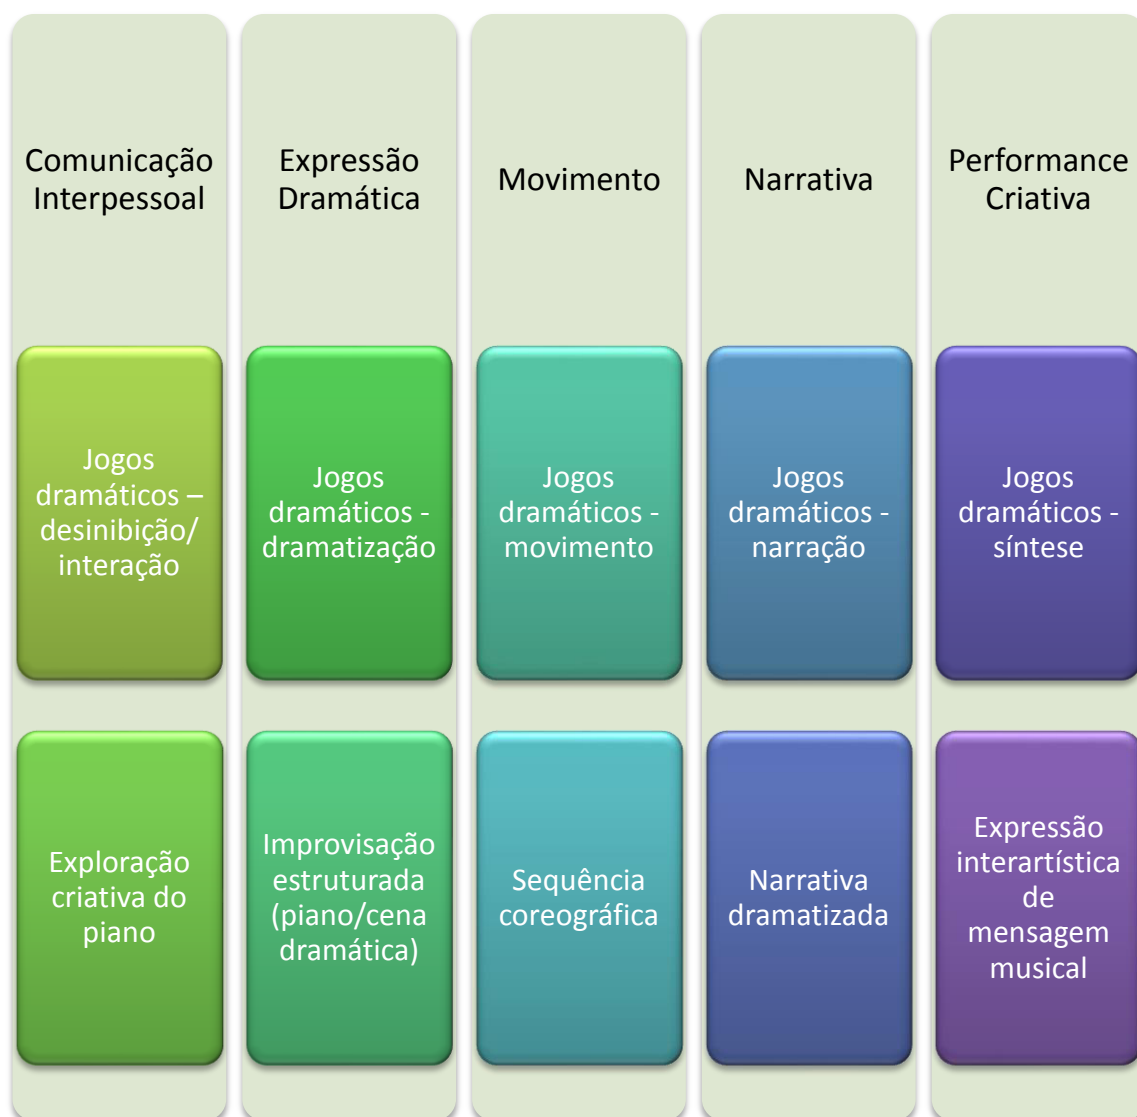 Comunicação
Interpessoal
Expressão
Dramática
Movimento
Narrativa
Performance
Criativa
Jogos
dramáticos –
desinibição/
interação
Jogos
dramáticos -
dramatização
Jogos
dramáticos -
movimento
Jogos
dramáticos -
narração
Jogos
dramáticos -
síntese
Exploração
criativa do
piano
Improvisação
estruturada
(piano/cena
dramática)
Sequência
coreográfica
Narrativa
dramatizada
Expressão
interartística
de
mensagem
musical